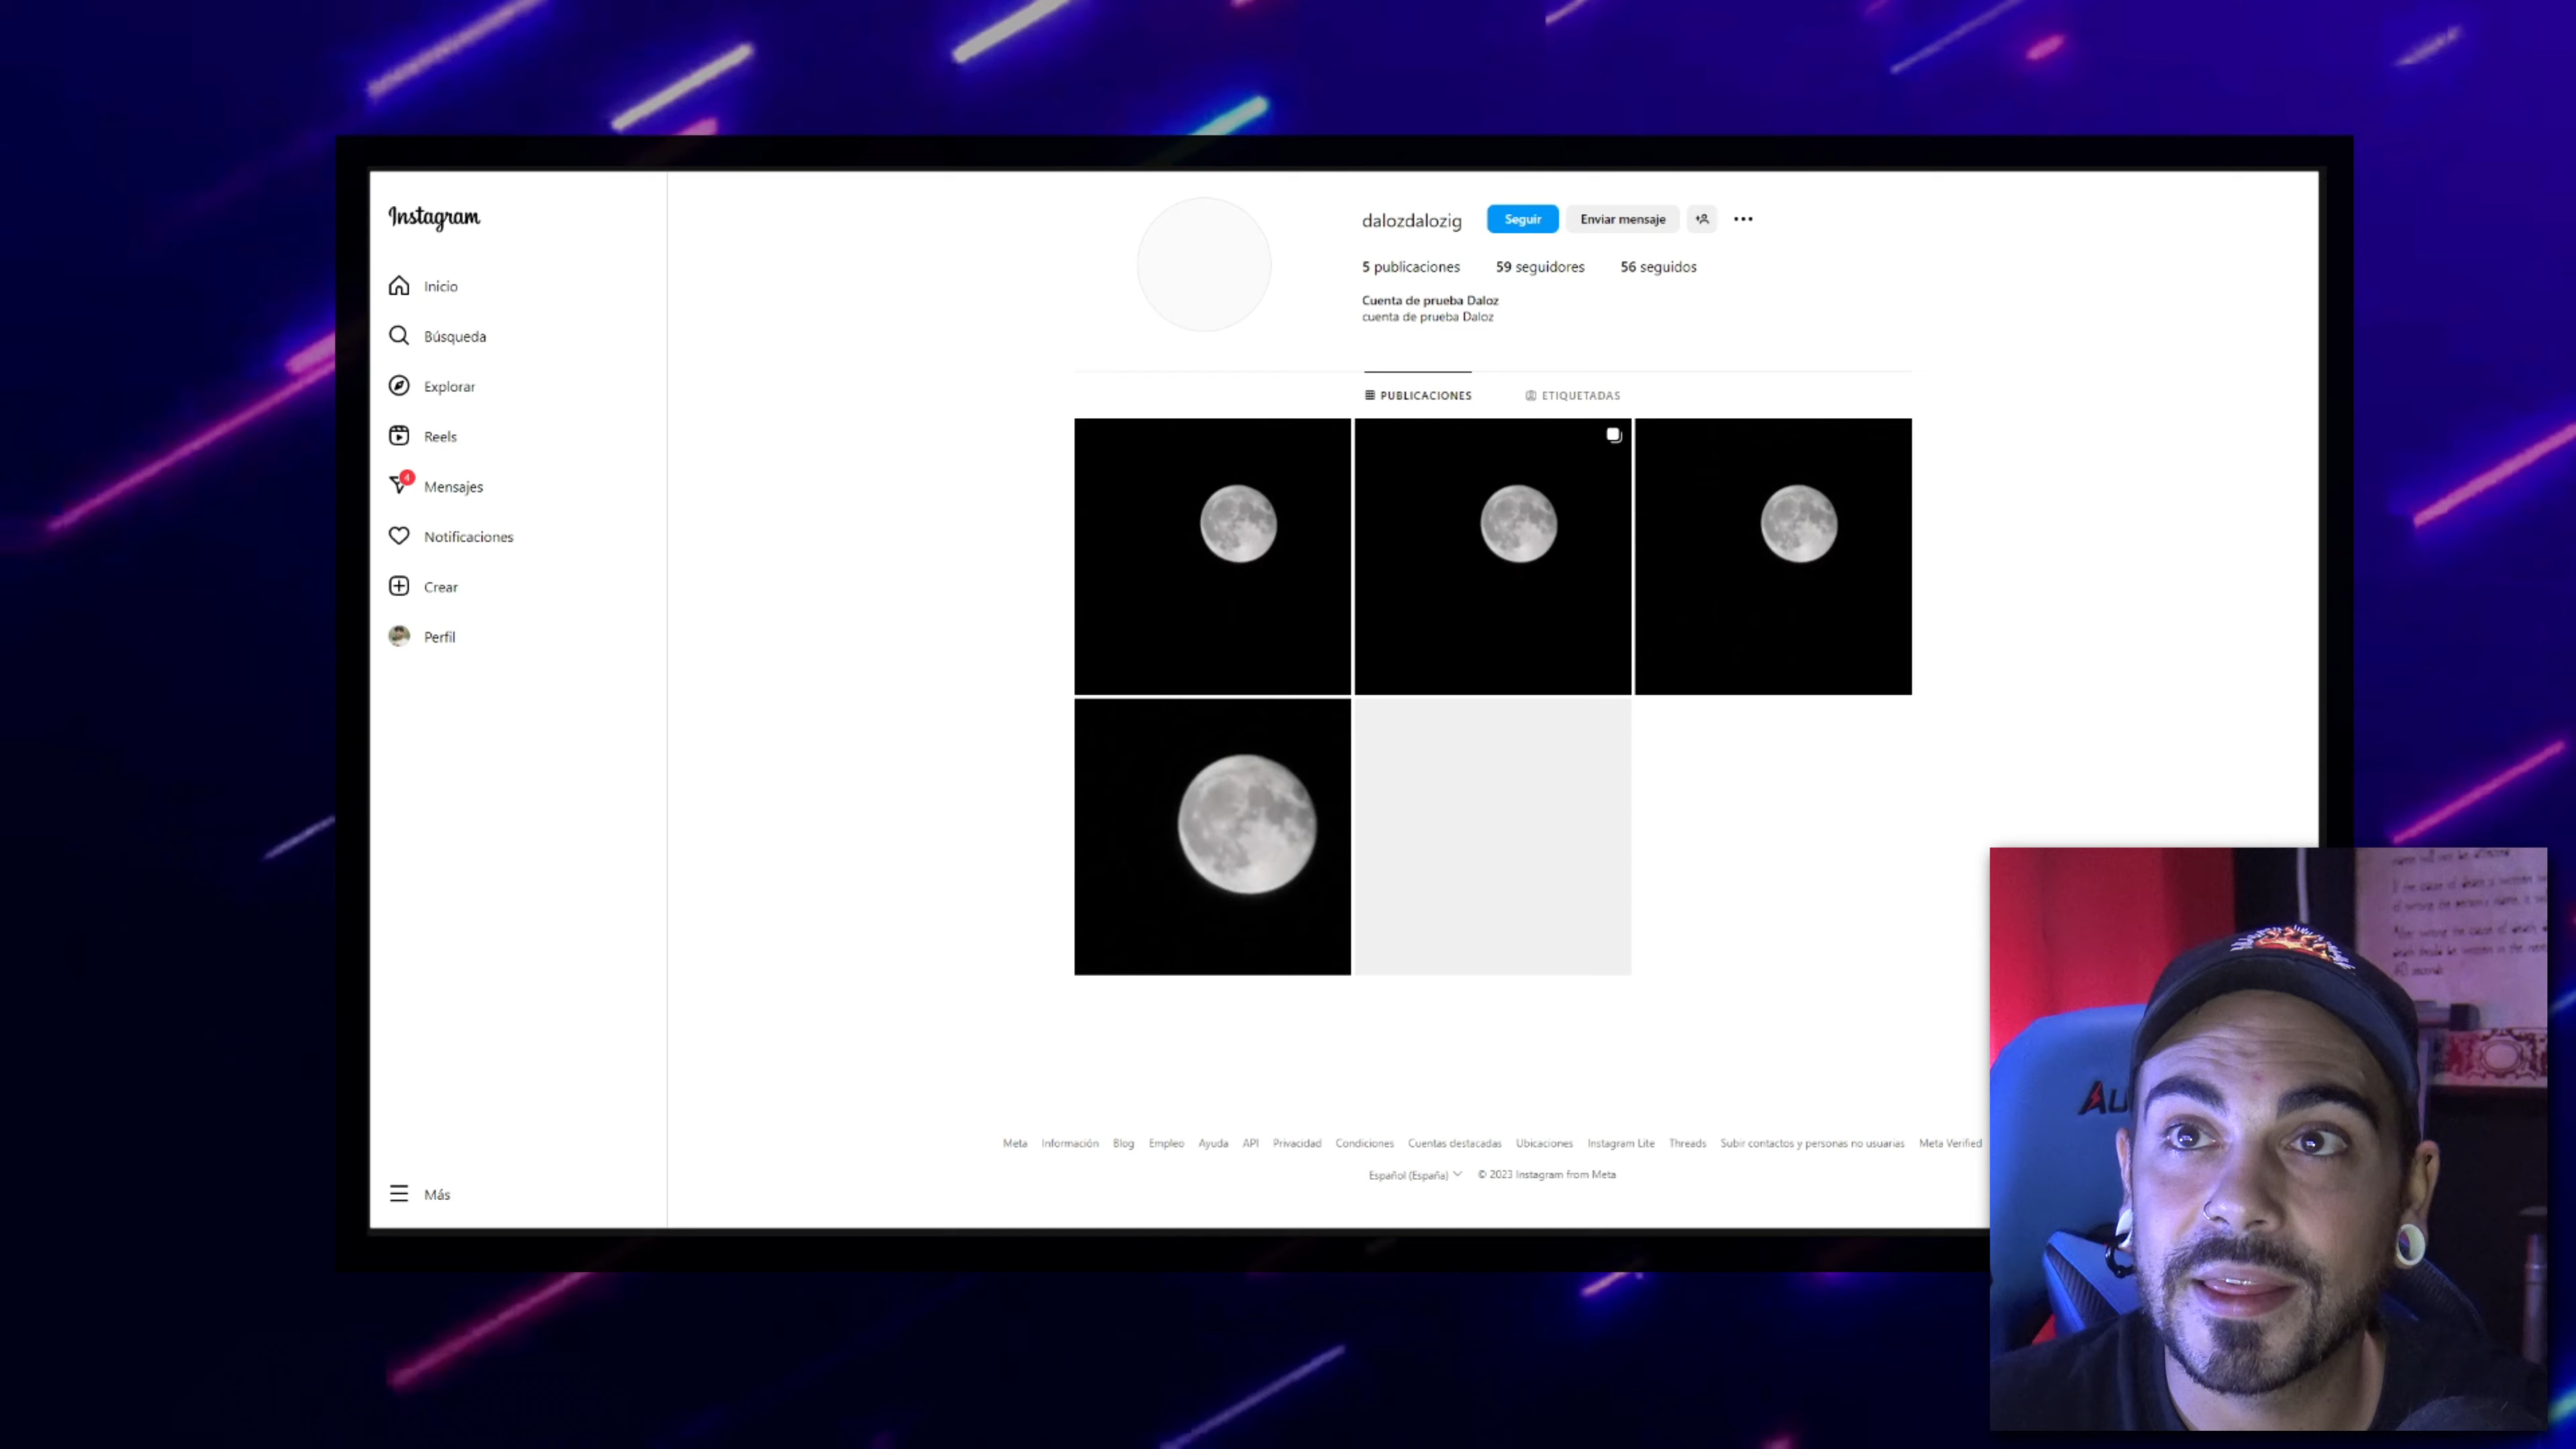 Instagram
Inicio
Búsqueda
Explorar
Reels
4
Mensajes
Notificaciones
Crear
Perfil
Más
dalozdalozig
Seguir
Enviar mensaje
5 publicaciones 59 seguidores 56 seguidos
Cuenta de prueba Daloz
cuenta de prueba Daloz
PUBLICACIONES ETIQUETADAS
Meta Información Blog Empleo Ayuda API Privacidad Condiciones Cuentas destacadas Ubicaciones Instagram Lite Threads Subir contactos y personas no usuarias Meta Verified
Español (España) © 2023 Instagram from Meta